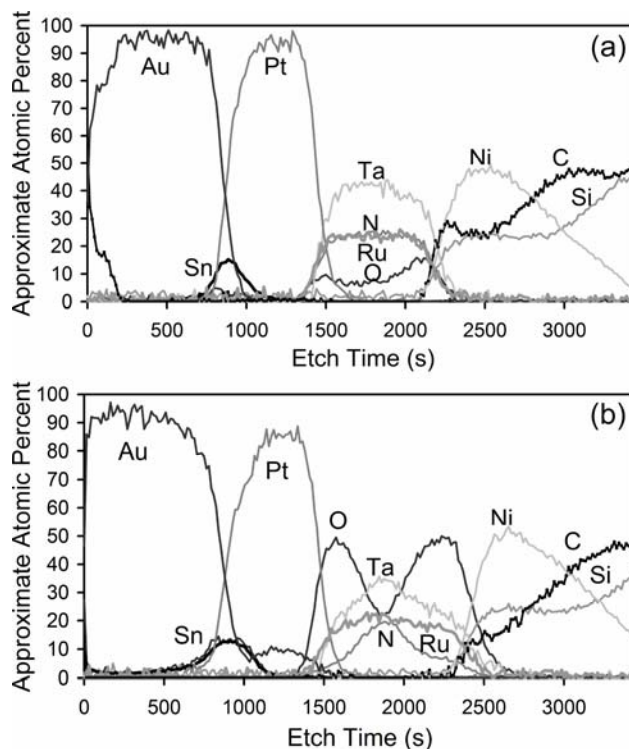 (a)
Approximate Atomic Percent
100
90
80
70
60
50
40
30
20
10
0
Au
Pt
Sn
Ta
N
Ru
O
Ni
C
Si
0 500 1000 1500 2000 2500 3000
Etch Time (s)
(b)
Approximate Atomic Percent
100
90
80
70
60
50
40
30
20
10
0
Au
Pt
Sn
O
Ta
N
Ru
Ni
C
Si
0 500 1000 1500 2000 2500 3000
Etch Time (s)